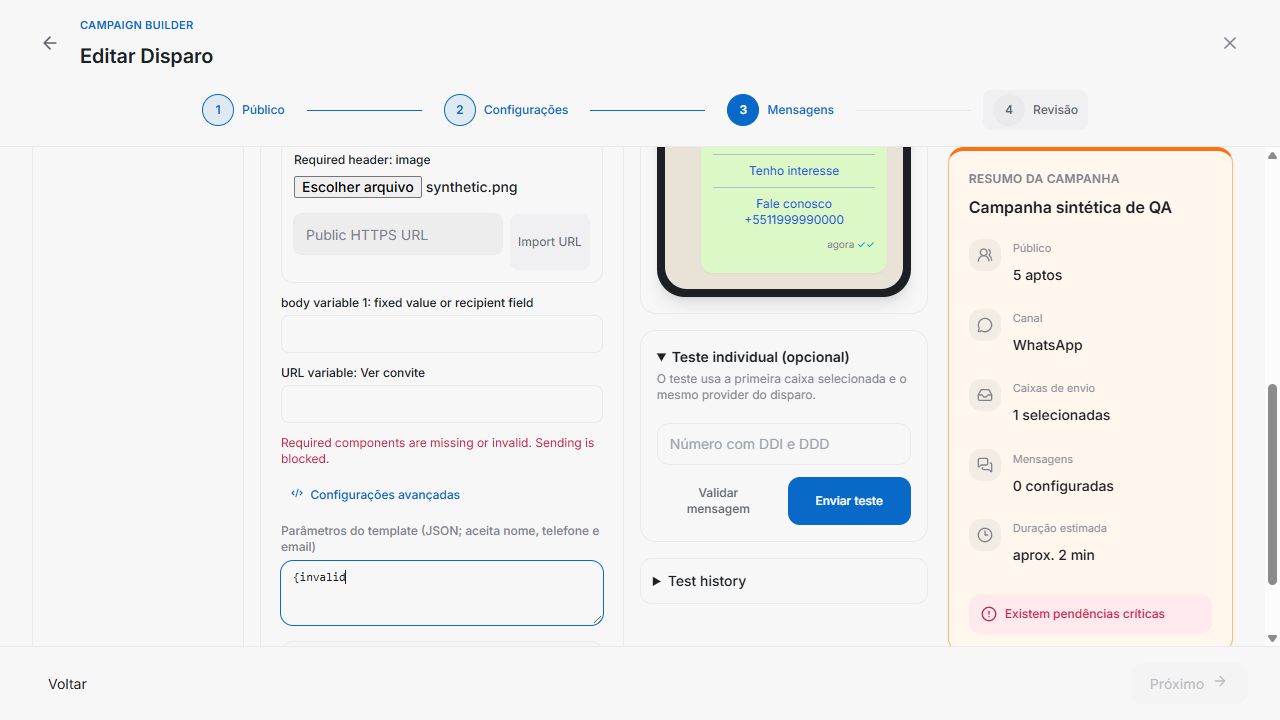 CAMPAIGN BUILDER
Editar Disparo
1 Público
2 Configurações
3 Mensagens
4 Revisão
Required header: image
Escolher arquivo synthetic.png
Public HTTPS URL
Import URL
body variable 1: fixed value or recipient field
URL variable: Ver convite
Required components are missing or invalid. Sending is
blocked.
</> Configurações avançadas
Parâmetros do template (JSON; aceita nome, telefone e
email)
{invalid
Tenho interesse
Fale conosco
+5511999990000
agora ✓✓
Teste individual (opcional)
O teste usa a primeira caixa selecionada e o
mesmo provider do disparo.
Número com DDI e DDD
Validar
mensagem
Enviar teste
Test history
RESUMO DA CAMPANHA
Campanha sintética de QA
Público
5 aptos
Canal
WhatsApp
Caixas de envio
1 selecionadas
Mensagens
0 configuradas
Duração estimada
aprox. 2 min
Existem pendências críticas
Voltar
Próximo